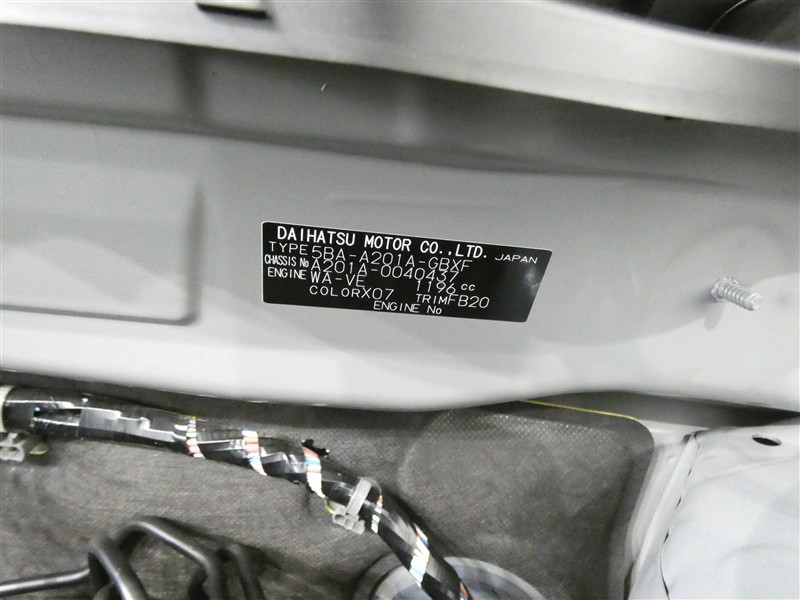 DAIHATSU MOTOR CO.,LTD. JAPAN
TYPE 5BA-A201A-GBXF
CHASSIS No A201A-0040437
ENGINE WA-VE 1196cc
COLOR X07 TRIM FB20
ENGINE No